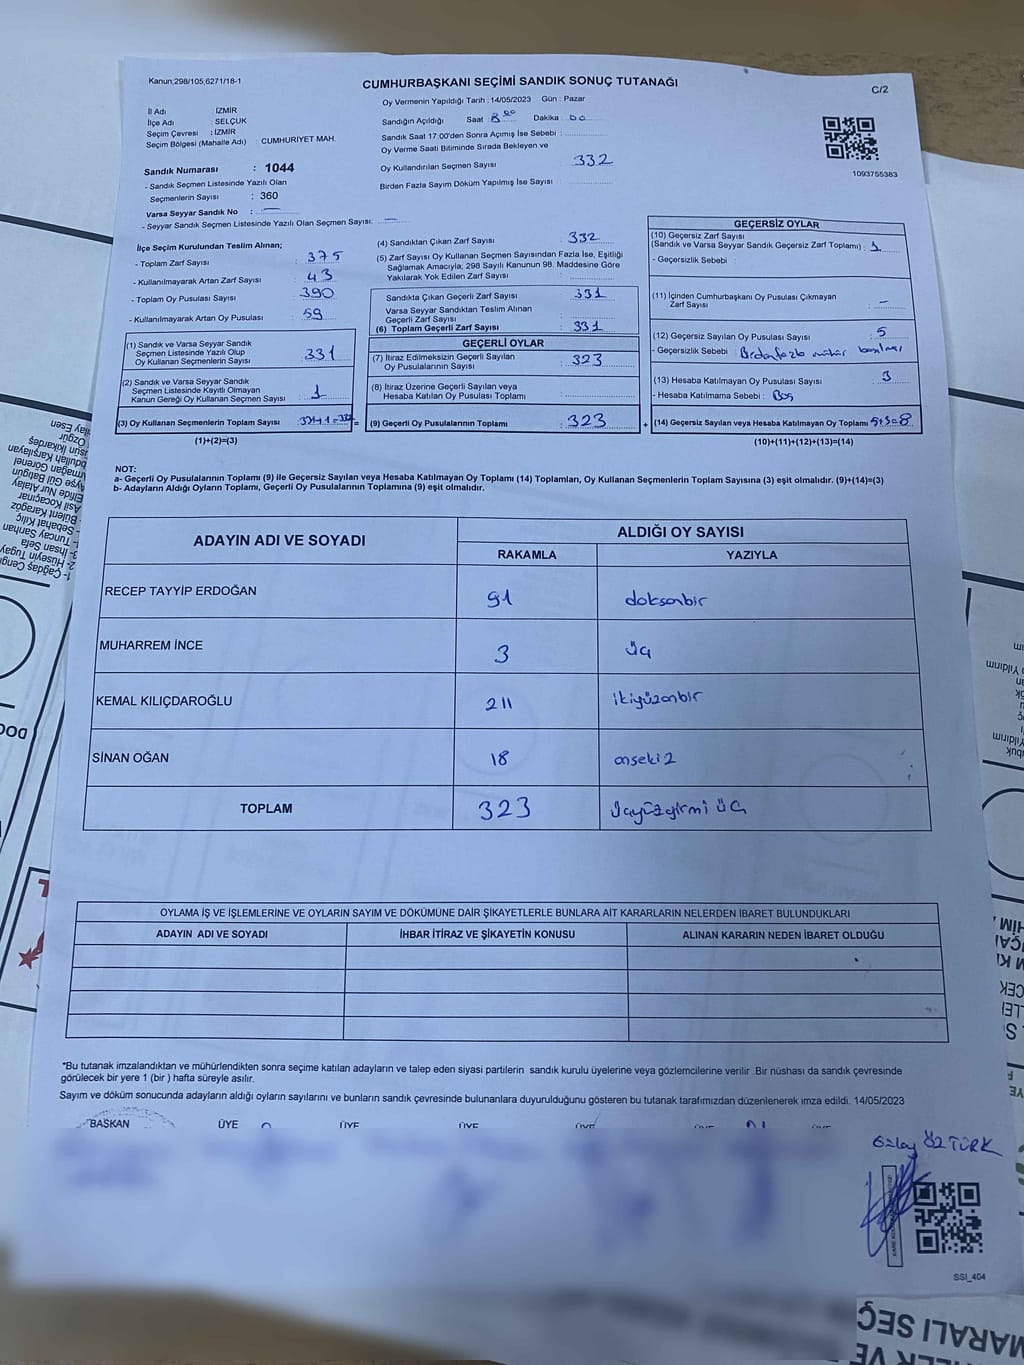 Kanun:298/105,6271/18-1
CUMHURBAŞKANI SEÇİMİ SANDIK SONUÇ TUTANAĞI
C/2
Oy Vermenin Yapıldığı Tarih : 14/05/2023 Gün : Pazar
İl Adı : İZMİR
İlçe Adı : SELÇUK
Seçim Çevresi : İZMİR
Seçim Bölgesi (Mahalle Adı) : CUMHURİYET MAH.
Sandığın Açıldığı Saat 8 00 Dakika 00
Sandık Saat 17.00'den Sonra Açımış İse Sebebi :
Oy Verme Saati Bitiminde Sırada Bekleyen ve
Oy Kullandırılan Seçmen Sayısı 332
Birden Fazla Sayım Döküm Yapılmış İse Sayısı
1093755383
Sandık Numarası : 1044
- Sandık Seçmen Listesinde Yazılı Olan
Seçmenlerin Sayısı : 360
Varsa Seyyar Sandık No : —
- Seyyar Sandık Seçmen Listesinde Yazılı Olan Seçmen Sayısı: —
İlçe Seçim Kurulundan Teslim Alınan;
- Toplam Zarf Sayısı : 375
- Kullanılmayarak Artan Zarf Sayısı : 43
- Toplam Oy Pusulası Sayısı : 390
- Kullanılmayarak Artan Oy Pusulası : 59
(1) Sandık ve Varsa Seyyar Sandık
Seçmen Listesinde Yazılı Olup
Oy Kullanan Seçmenlerin Sayısı : 331
(2) Sandık ve Varsa Seyyar Sandık
Seçmen Listesinde Kayıtlı Olmayan
Kanun Gereği Oy Kullanan Seçmen Sayısı : 1
(3) Oy Kullanan Seçmenlerin Toplam Sayısı : 331+1=332 =
(1)+(2)=(3)
(4) Sandıktan Çıkan Zarf Sayısı 332
(5) Zarf Sayısı Oy Kullanan Seçmen Sayısından Fazla İse, Eşitliği
Sağlamak Amacıyla, 298 Sayılı Kanunun 98. Maddesine Göre
Yakılarak Yok Edilen Zarf Sayısı :
Sandıkta Çıkan Geçerli Zarf Sayısı : 331
Varsa Seyyar Sandıktan Teslim Alınan
Geçerli Zarf Sayısı :
(6) Toplam Geçerli Zarf Sayısı : 331
GEÇERLİ OYLAR
(7) İtiraz Edilmeksizin Geçerli Sayılan
Oy Pusulalarının Sayısı : 323
(8) İtiraz Üzerine Geçerli Sayılan veya
Hesaba Katılan Oy Pusulası Toplamı :
(9) Geçerli Oy Pusulalarının Toplamı : 323 +
GEÇERSİZ OYLAR
(10) Geçersiz Zarf Sayısı
(Sandık ve Varsa Seyyar Sandık Geçersiz Zarf Toplamı) : 1
- Geçersizlik Sebebi :
(11) İçinden Cumhurbaşkanı Oy Pusulası Çıkmayan
Zarf Sayısı : —
(12) Geçersiz Sayılan Oy Pusulası Sayısı : 5
- Geçersizlik Sebebi : Birden fazla mühür basılması
(13) Hesaba Katılmayan Oy Pusulası Sayısı : 3
- Hesaba Katılmama Sebebi : Boş
(14) Geçersiz Sayılan veya Hesaba Katılmayan Oy Toplamı 5+3=8
(10)+(11)+(12)+(13)=(14)
NOT:
a- Geçerli Oy Pusulalarının Toplamı (9) ile Geçersiz Sayılan veya Hesaba Katılmayan Oy Toplamı (14) Toplamları, Oy Kullanan Seçmenlerin Toplam Sayısına (3) eşit olmalıdır. (9)+(14)=(3)
b- Adayların Aldığı Oyların Toplamı, Geçerli Oy Pusulalarının Toplamına (9) eşit olmalıdır.
ADAYIN ADI VE SOYADI
ALDIĞI OY SAYISI
RAKAMLA YAZIYLA
RECEP TAYYİP ERDOĞAN 91 doksanbir
MUHARREM İNCE 3 üç
KEMAL KILIÇDAROĞLU 211 ikiyüzonbir
SİNAN OĞAN 18 onseki2
TOPLAM 323 üçyüzyirmi üç
OYLAMA İŞ VE İŞLEMLERİNE VE OYLARIN SAYIM VE DÖKÜMÜNE DAİR ŞİKAYETLERLE BUNLARA AİT KARARLARIN NELERDEN İBARET BULUNDUKLARI
ADAYIN ADI VE SOYADI İHBAR İTİRAZ VE ŞİKAYETİN KONUSU ALINAN KARARIN NEDEN İBARET OLDUĞU
*Bu tutanak imzalandıktan ve mühürlendikten sonra seçime katılan adayların ve talep eden siyasi partilerin sandık kurulu üyelerine veya gözlemcilerine verilir .Bir nüshası da sandık çevresinde
görülecek bir yere 1 (bir ) hafta süreyle asılır.
Sayım ve döküm sonucunda adayların aldığı oyların sayılarını ve bunların sandık çevresinde bulunanlara duyurulduğunu gösteren bu tutanak tarafımızdan düzenlenerek imza edildi. 14/05/2023
BAŞKAN ÜYE ÜYE ÜYE ÜYE
ÖZTÜRK
SSI_404
MARALI SEÇ